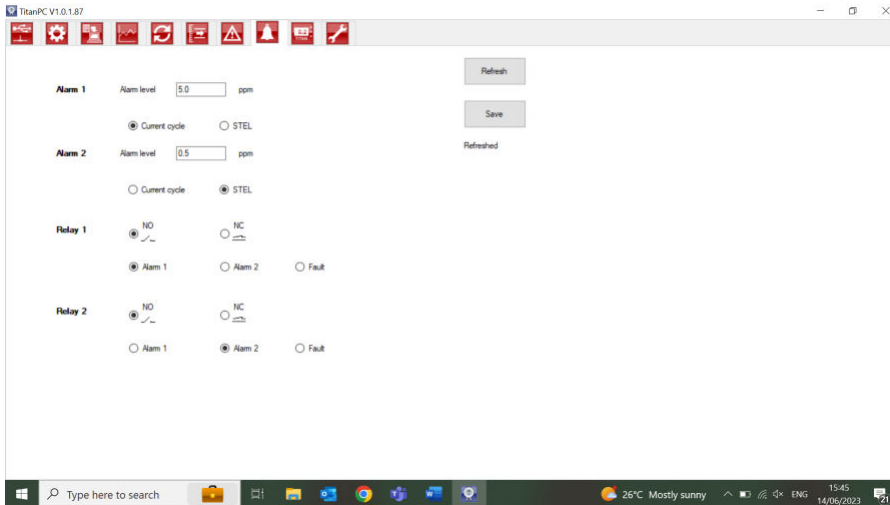 TitanPC V1.0.1.87
Refresh
Alarm 1 Alarm level 5.0 ppm
Save
Current cycle STEL
Refreshed
Alarm 2 Alarm level 0.5 ppm
Current cycle STEL
Relay 1 NO NC
Alarm 1 Alarm 2 Fault
Relay 2 NO NC
Alarm 1 Alarm 2 Fault
Type here to search
26°C Mostly sunny
ENG
15:45
14/06/2023
21